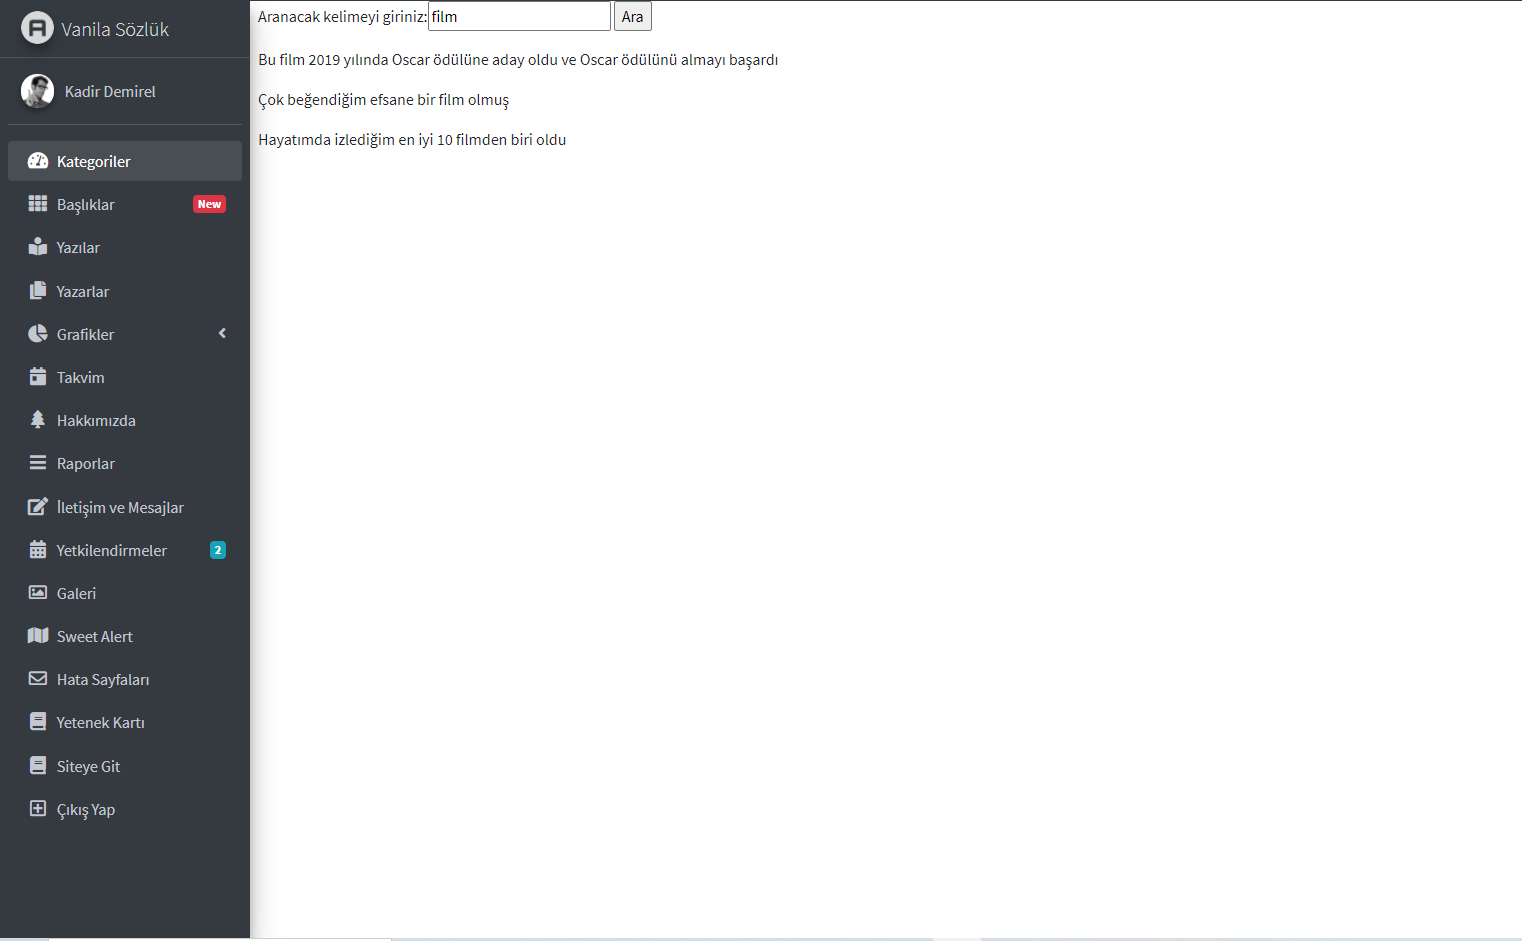 Vanila Sözlük
Kadir Demirel
Kategoriler
Başlıklar New
Yazılar
Yazarlar
Grafikler
Takvim
Hakkımızda
Raporlar
İletişim ve Mesajlar
Yetkilendirmeler 2
Galeri
Sweet Alert
Hata Sayfaları
Yetenek Kartı
Siteye Git
Çıkış Yap
Aranacak kelimeyi giriniz: film Ara
Bu film 2019 yılında Oscar ödülüne aday oldu ve Oscar ödülünü almayı başardı
Çok beğendiğim efsane bir film olmuş
Hayatımda izlediğim en iyi 10 filmden biri oldu